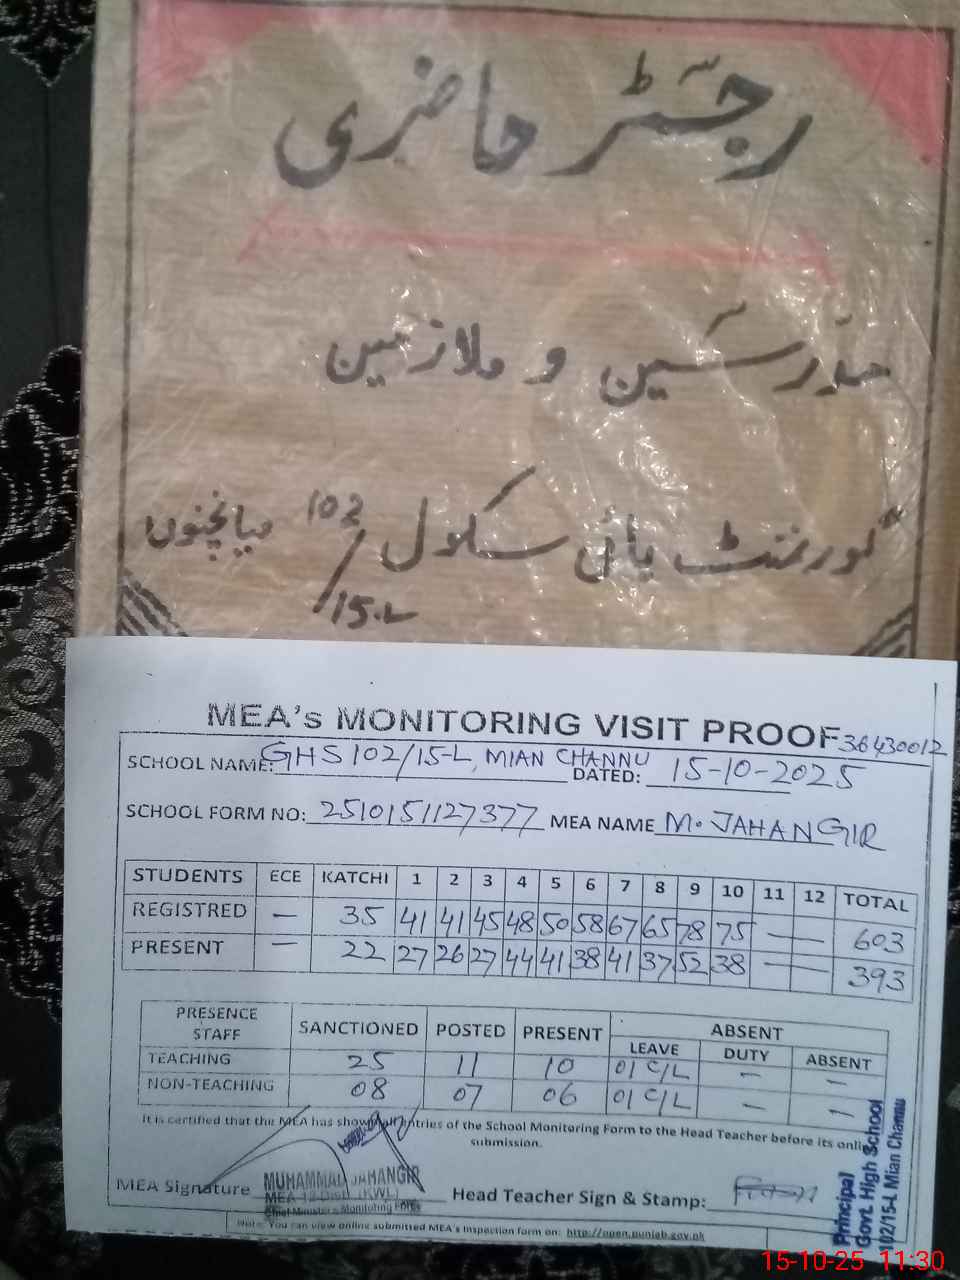 رجسٹر حاضری
مدرسین و ملازمین
گورنمنٹ ہائی سکول 102/15-L میانچنوں
MEA's MONITORING VISIT PROOF 36430012
SCHOOL NAME: GHS 102/15-L, MIAN CHANNU DATED: 15-10-2025
SCHOOL FORM NO: 2510151127377 MEA NAME M. JAHANGIR
STUDENTS ECE KATCHI 1 2 3 4 5 6 7 8 9 10 11 12 TOTAL
REGISTRED — 35 41 41 45 48 50 58 67 65 78 75 — 603
PRESENT — 22 27 26 27 44 41 38 41 37 52 38 — 393
PRESENCE STAFF SANCTIONED POSTED PRESENT ABSENT
LEAVE DUTY ABSENT
TEACHING 25 11 10 01 C/L — —
NON-TEACHING 08 07 06 01 C/L — —
It is certified that the MEA has shown all entries of the School Monitoring Form to the Head Teacher before its online
submission.
MEA Signature MUHAMMAD JAHANGIR
MEA Distt. (KWL)
Chief Minister's Monitoring Force
Head Teacher Sign & Stamp:
Principal
Govt. High School
102/15-L Mian Channu
Note: You can view online submitted MEA's Inspection form on: http://open.punjab.gov.pk
15-10-25 11:30